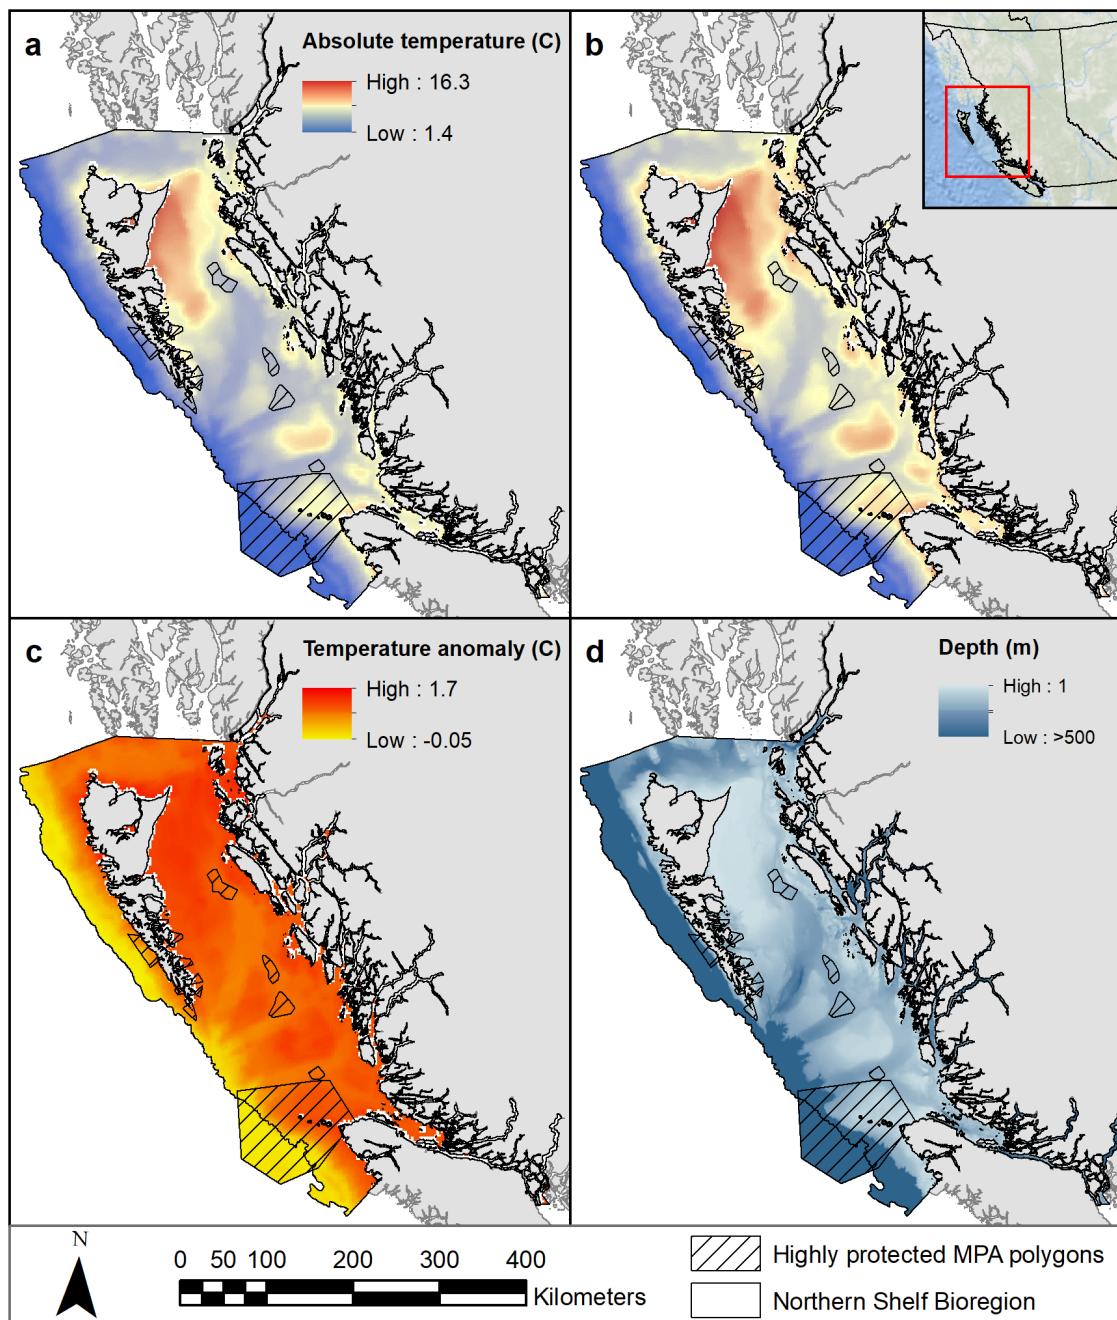 a
Absolute temperature (C)
High : 16.3
Low : 1.4
b
c
Temperature anomaly (C)
High : 1.7
Low : -0.05
d
Depth (m)
High : 1
Low : >500
N
0 50 100 200 300 400
Kilometers
Highly protected MPA polygons
Northern Shelf Bioregion